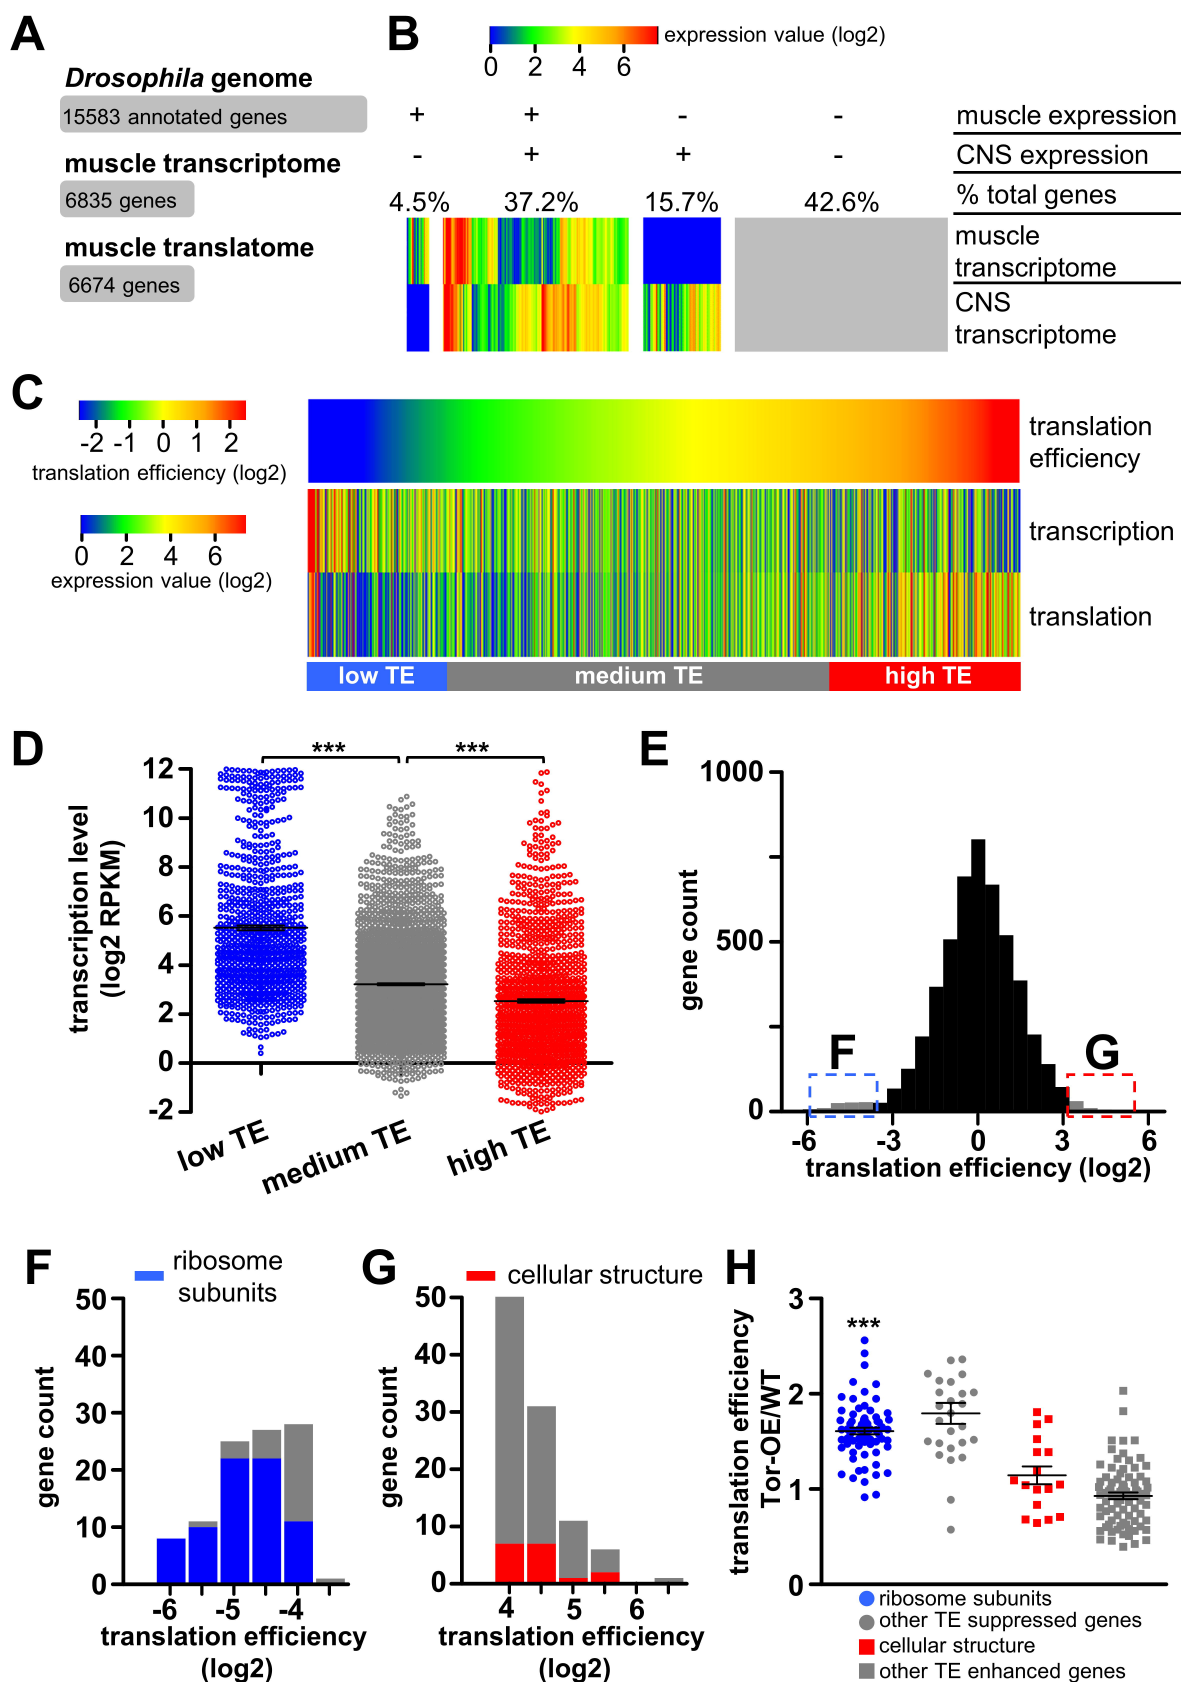 A
Drosophila genome
15583 annotated genes
muscle transcriptome
6835 genes
muscle translatome
6674 genes
B
expression value (log2)
0 2 4 6
+ + - - muscle expression
- + + - CNS expression
4.5% 37.2% 15.7% 42.6% % total genes
muscle
transcriptome
CNS
transcriptome
C
-2 -1 0 1 2
translation efficiency (log2)
0 2 4 6
expression value (log2)
translation
efficiency
transcription
translation
low TE medium TE high TE
D
*** ***
transcription level
(log2 RPKM)
12
10
8
6
4
2
0
-2
low TE medium TE high TE
E
gene count
1000
500
0
F G
-6 -3 0 3 6
translation efficiency (log2)
F
ribosome
subunits
gene count
50
40
30
20
10
0
-6 -5 -4
translation efficiency
(log2)
G
cellular structure
gene count
50
40
30
20
10
0
4 5 6
translation efficiency
(log2)
H
translation efficiency
Tor-OE/WT
3
2
1
0
***
ribosome subunits
other TE suppressed genes
cellular structure
other TE enhanced genes